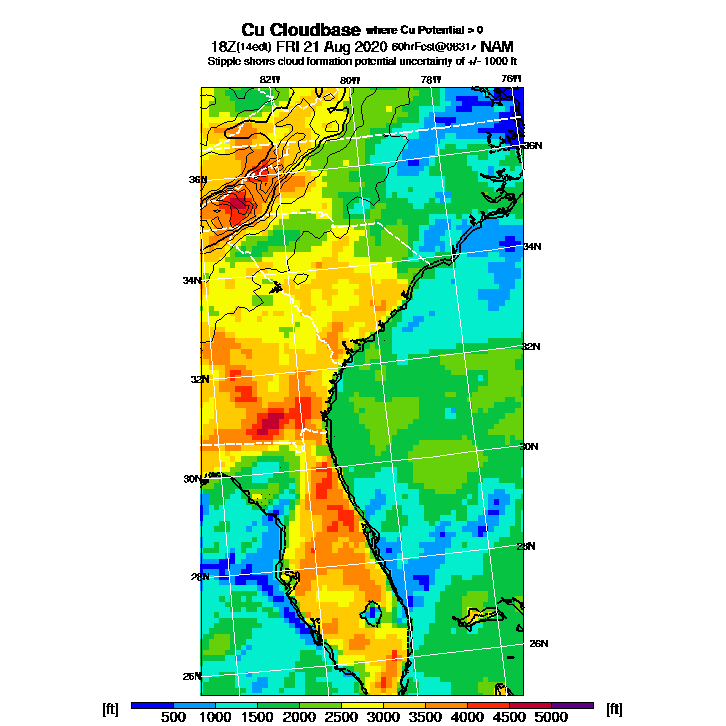 Cu Cloudbase where Cu Potential > 0
18Z(14edt) FRI 21 Aug 2020 60hrFcst@0831z NAM
Stipple shows cloud formation potential uncertainty of +/- 1000 ft
82W 80W 78W 76W
36N 36N
34N 34N
32N 32N
30N 30N
28N 28N
26N 26N
[ft] 500 1000 1500 2000 2500 3000 3500 4000 4500 5000 [ft]